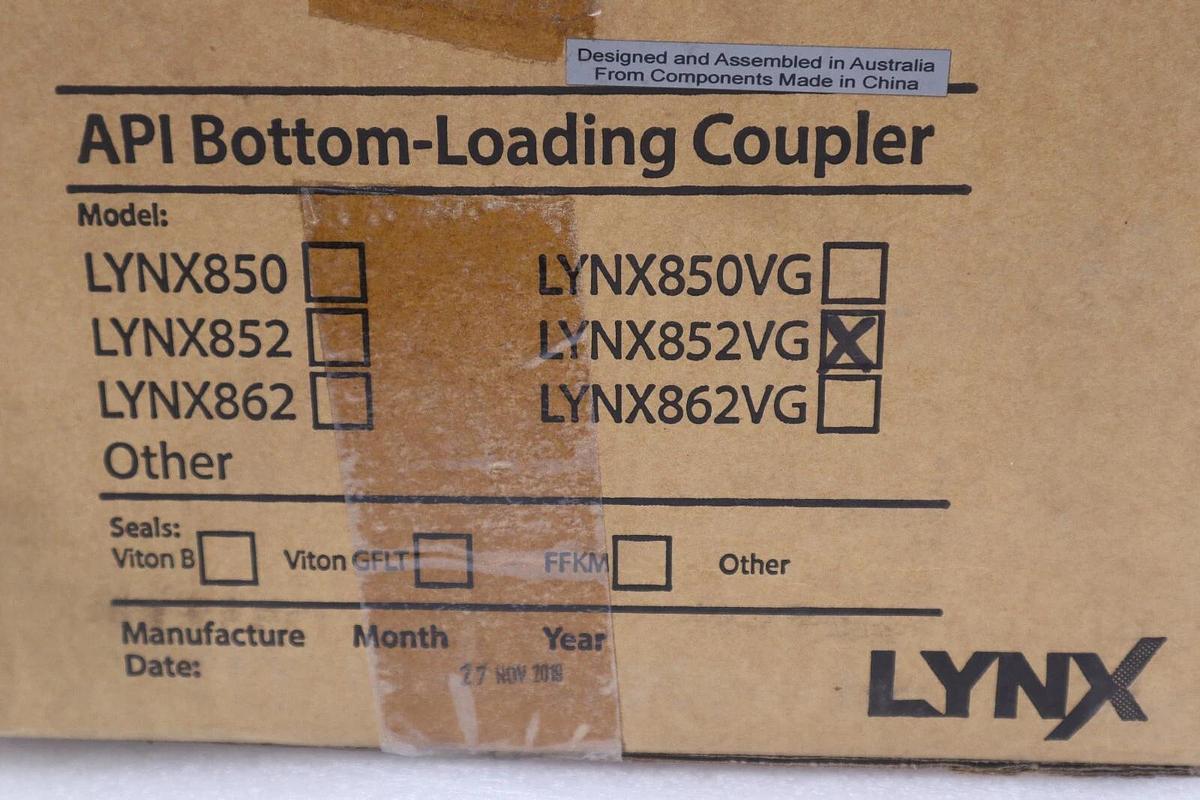 Designed and Assembled in Australia
From Components Made in China
API Bottom-Loading Coupler
Model:
LYNX850 LYNX850VG
LYNX852 LYNX852VG X
LYNX862 LYNX862VG
Other
Seals:
Viton B Viton GFLT FFKM Other
Manufacture Month Year
Date: 27 NOV 2019
LYNX